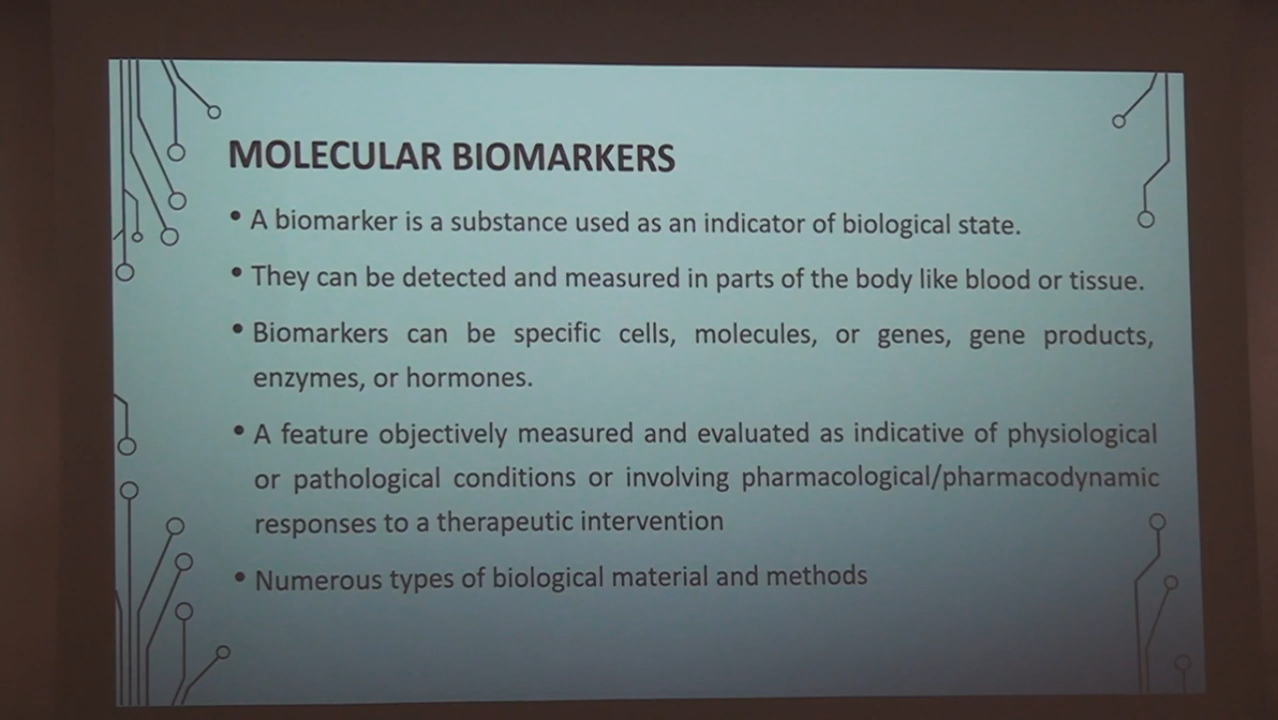 MOLECULAR BIOMARKERS
• A biomarker is a substance used as an indicator of biological state.
• They can be detected and measured in parts of the body like blood or tissue.
• Biomarkers can be specific cells, molecules, or genes, gene products,
enzymes, or hormones.
• A feature objectively measured and evaluated as indicative of physiological
or pathological conditions or involving pharmacological/pharmacodynamic
responses to a therapeutic intervention
• Numerous types of biological material and methods